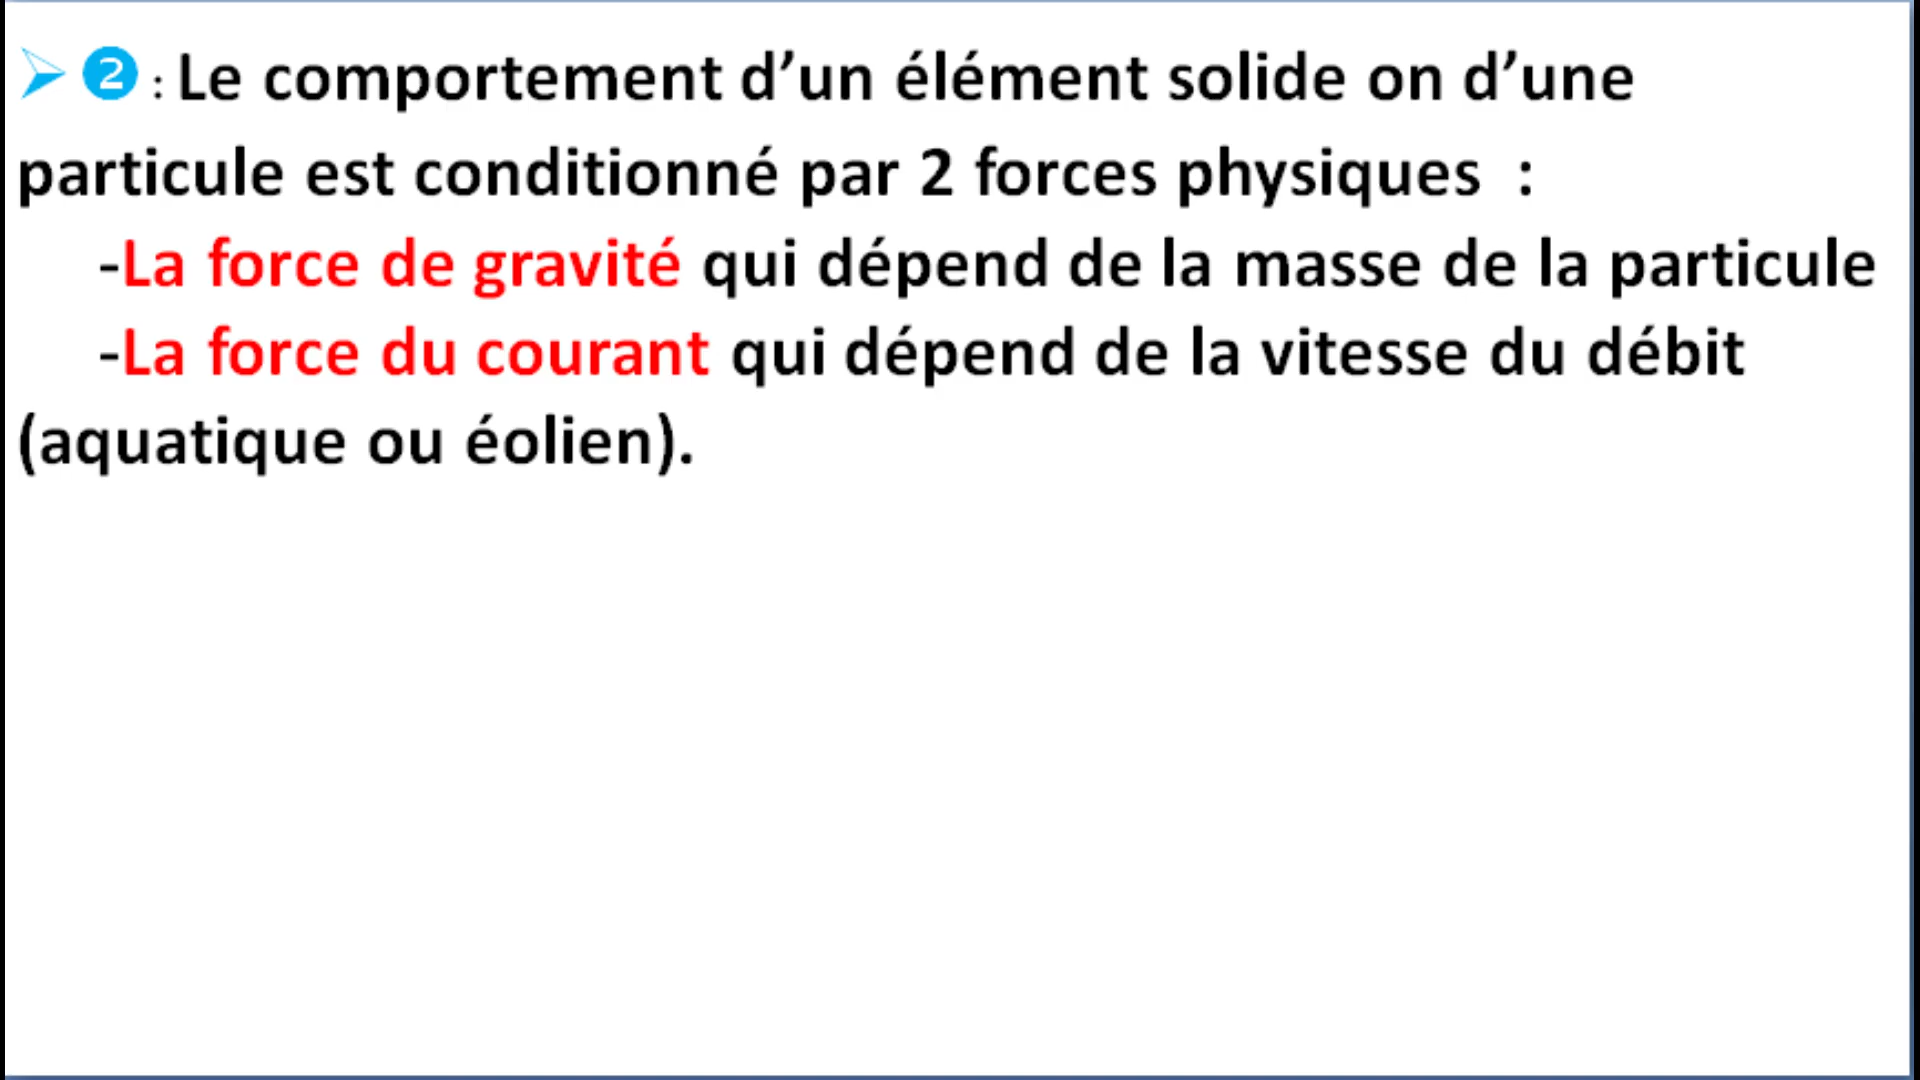 ➢ ❷ : Le comportement d’un élément solide on d’une
particule est conditionné par 2 forces physiques :
-La force de gravité qui dépend de la masse de la particule
-La force du courant qui dépend de la vitesse du débit
(aquatique ou éolien).